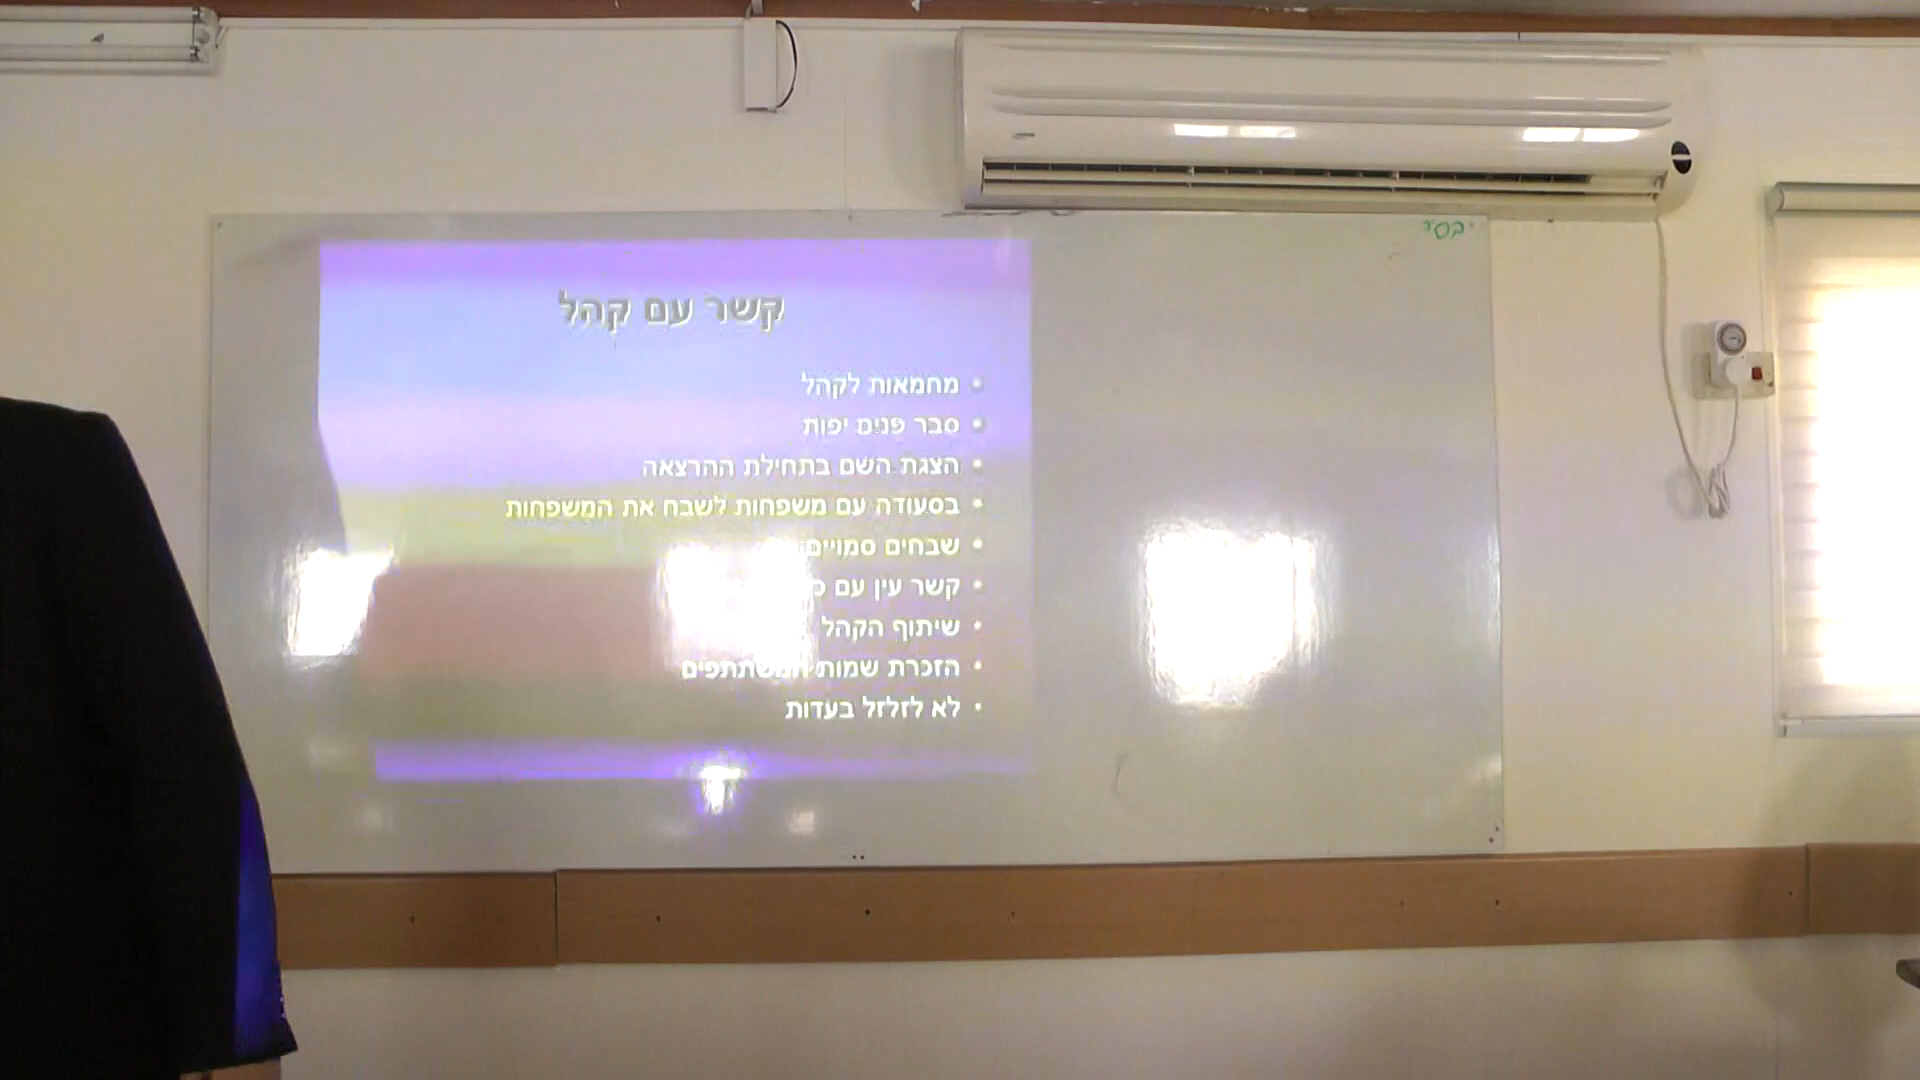 בס"ד
קשר עם קהל
• מחמאות לקהל
• סבר פנים יפות
• הצגת השם בתחילת ההרצאה
• בסעודה עם משפחות לשבח את המשפחות
• שבחים סמויים
• קשר עין עם
• שיתוף הקהל
• הזכרת שמות המשתתפים
• לא לזלזל בעדות